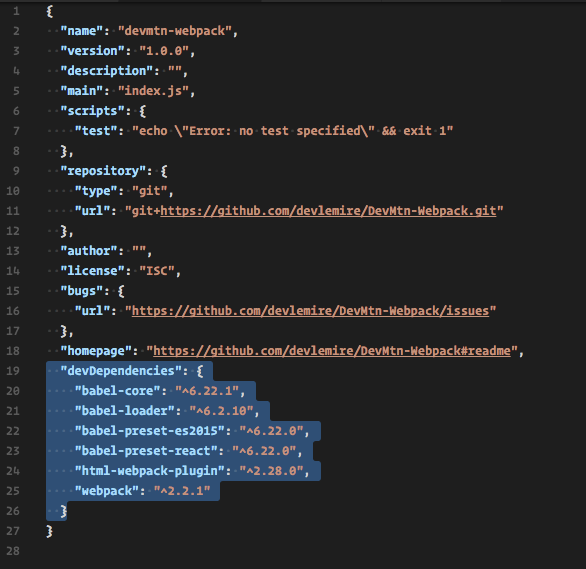 1 {
2   "name": "devmtn-webpack",
3   "version": "1.0.0",
4   "description": "",
5   "main": "index.js",
6   "scripts": {
7     "test": "echo \"Error: no test specified\" && exit 1"
8   },
9   "repository": {
10     "type": "git",
11     "url": "git+https://github.com/devlemire/DevMtn-Webpack.git"
12   },
13   "author": "",
14   "license": "ISC",
15   "bugs": {
16     "url": "https://github.com/devlemire/DevMtn-Webpack/issues"
17   },
18   "homepage": "https://github.com/devlemire/DevMtn-Webpack#readme",
19   "devDependencies": {
20     "babel-core": "^6.22.1",
21     "babel-loader": "^6.2.10",
22     "babel-preset-es2015": "^6.22.0",
23     "babel-preset-react": "^6.22.0",
24     "html-webpack-plugin": "^2.28.0",
25     "webpack": "^2.2.1"
26   }
27 }
28